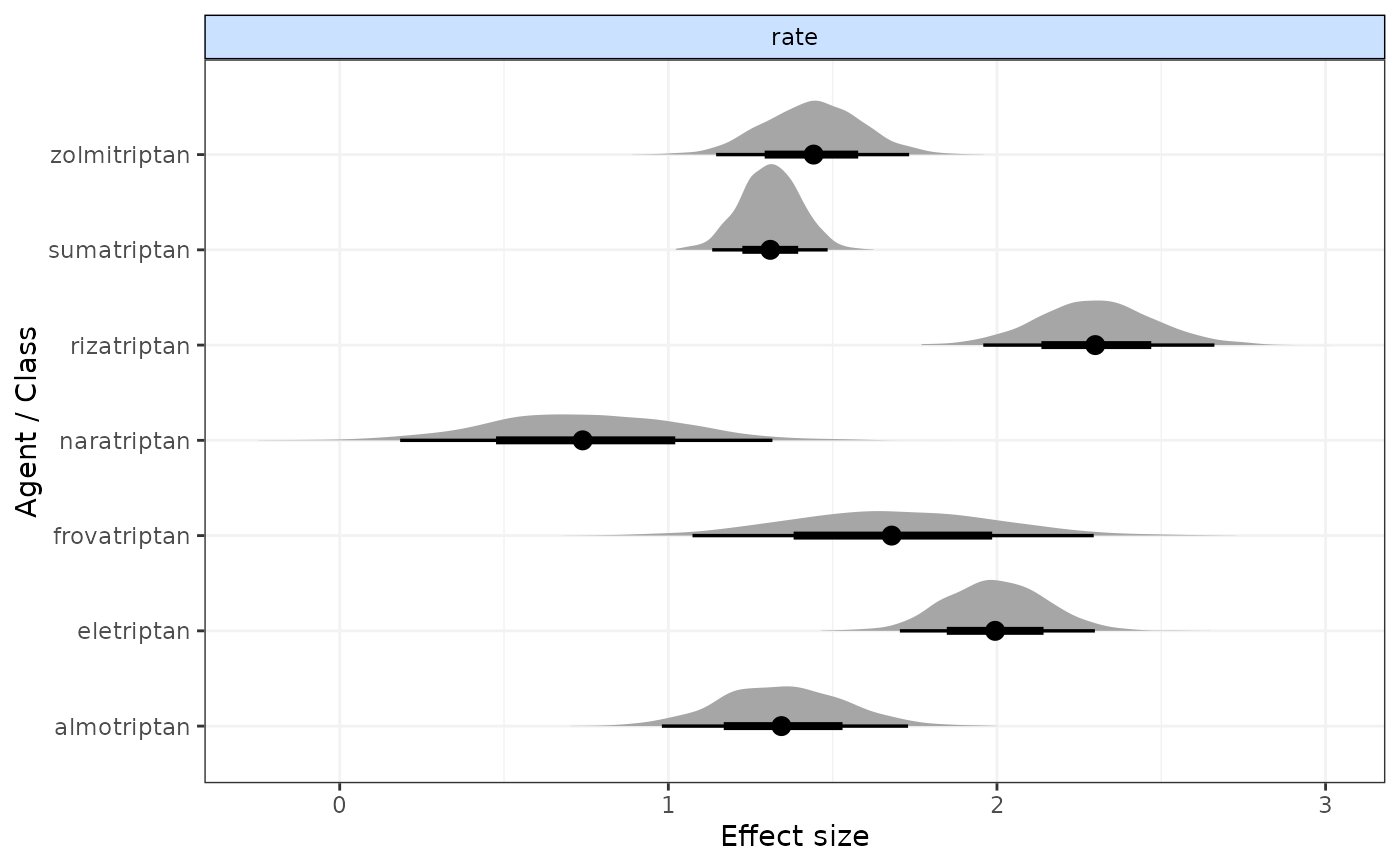 rate
Agent / Class
zolmitriptan
sumatriptan
rizatriptan
naratriptan
frovatriptan
eletriptan
almotriptan
0 1 2 3
Effect size